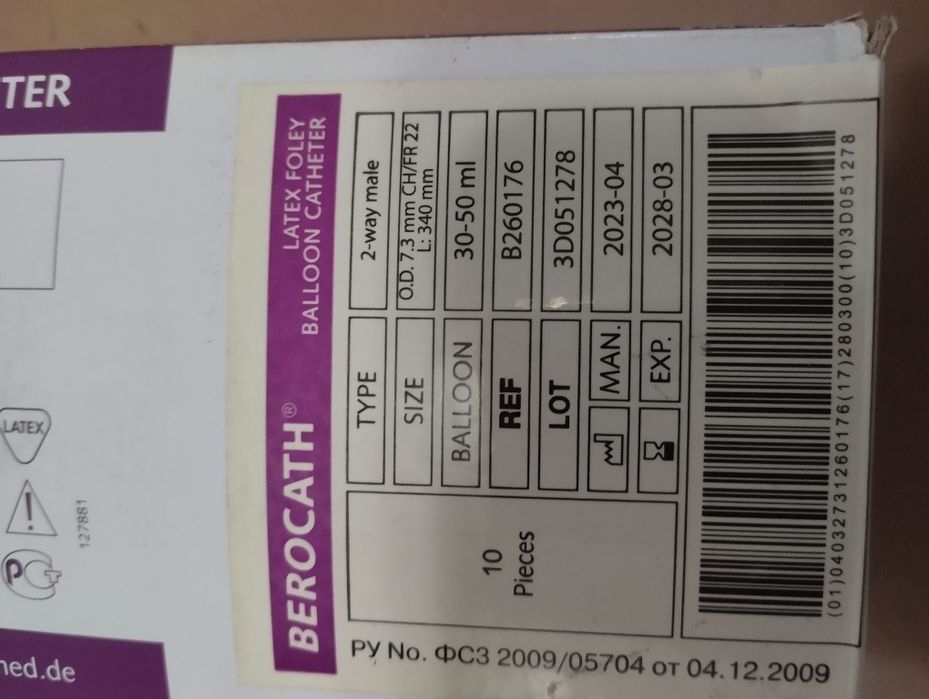 BEROCATH®
LATEX FOLEY
BALLOON CATHETER
TYPE 2-way male
SIZE O.D. 7.3 mm CH/FR 22
L: 340 mm
BALLOON 30-50 ml
REF B260176
LOT 3D051278
MAN. 2023-04
EXP. 2028-03
10
Pieces
(01)04032731260176(17)280300(10)3D051278
РУ No. ФСЗ 2009/05704 от 04.12.2009
TER
LATEX
127881
ned.de